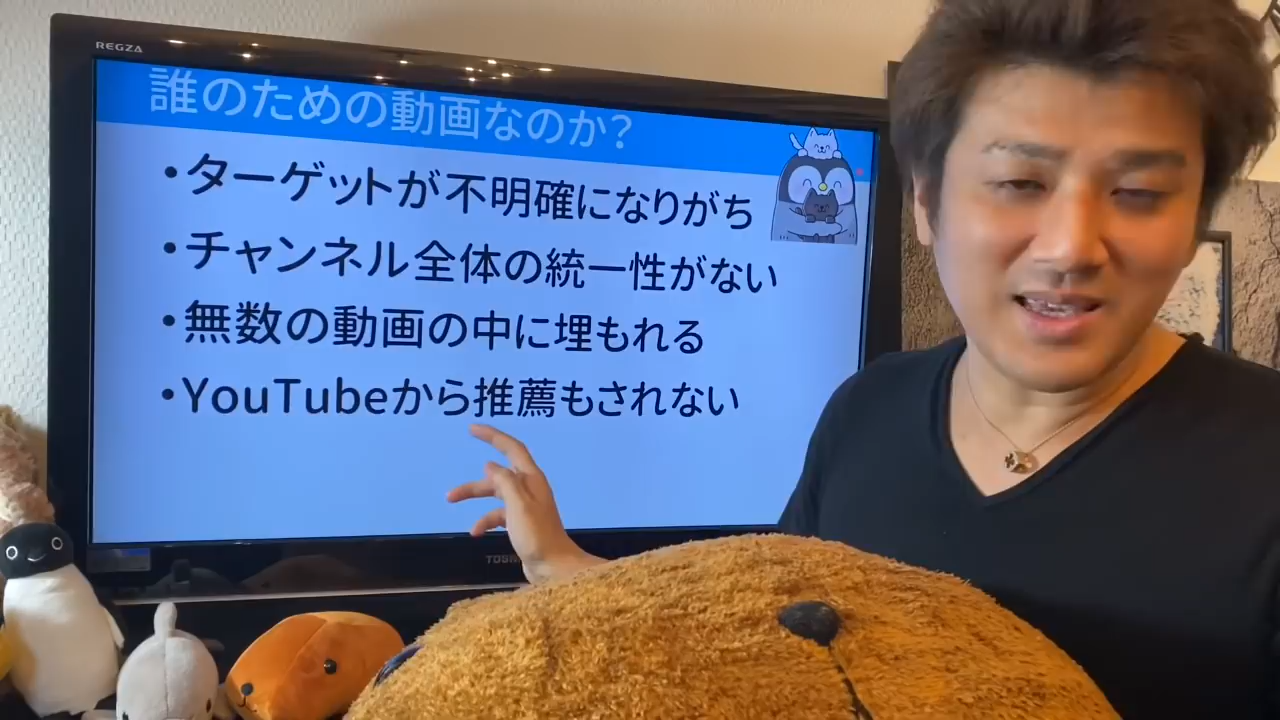 REGZA
誰のための動画なのか?
・ターゲットが不明確になりがち
・チャンネル全体の統一性がない
・無数の動画の中に埋もれる
・YouTubeから推薦もされない